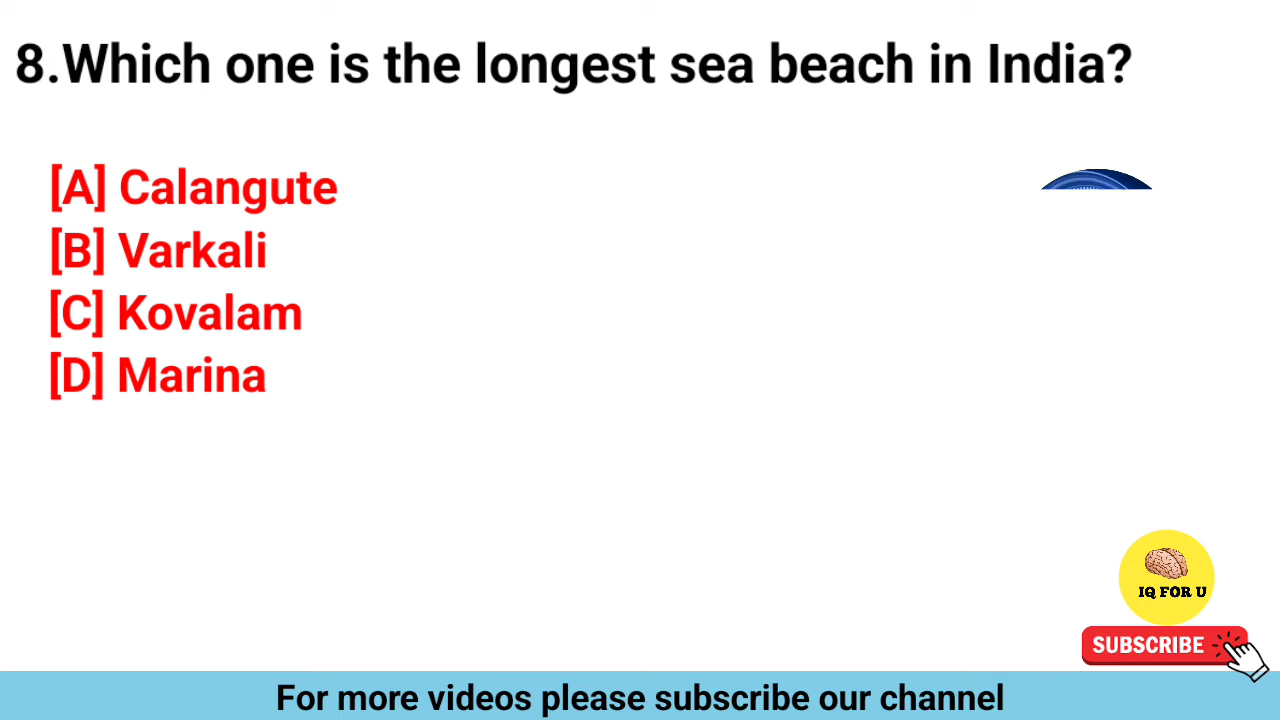 8.Which one is the longest sea beach in India?
[A] Calangute
[B] Varkali
[C] Kovalam
[D] Marina
IQ FOR U
SUBSCRIBE
For more videos please subscribe our channel